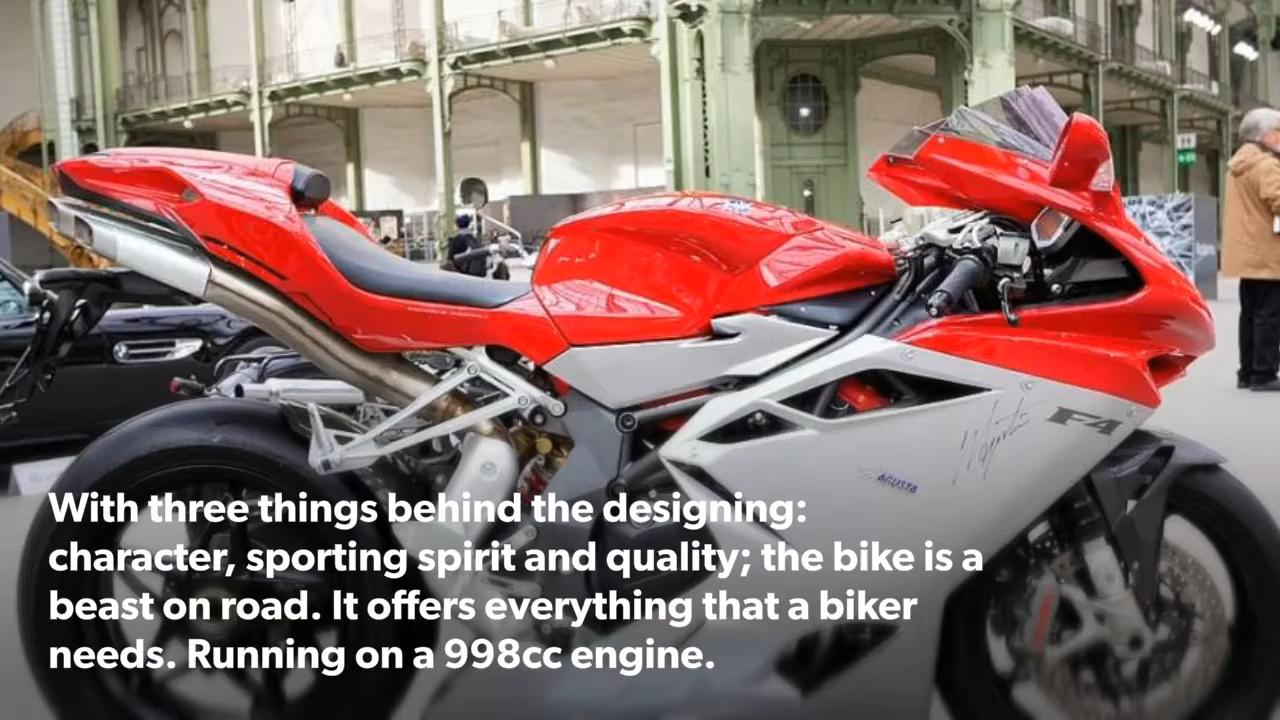 F4
AGUSTA
With three things behind the designing:
character, sporting spirit and quality; the bike is a
beast on road. It offers everything that a biker
needs. Running on a 998cc engine.